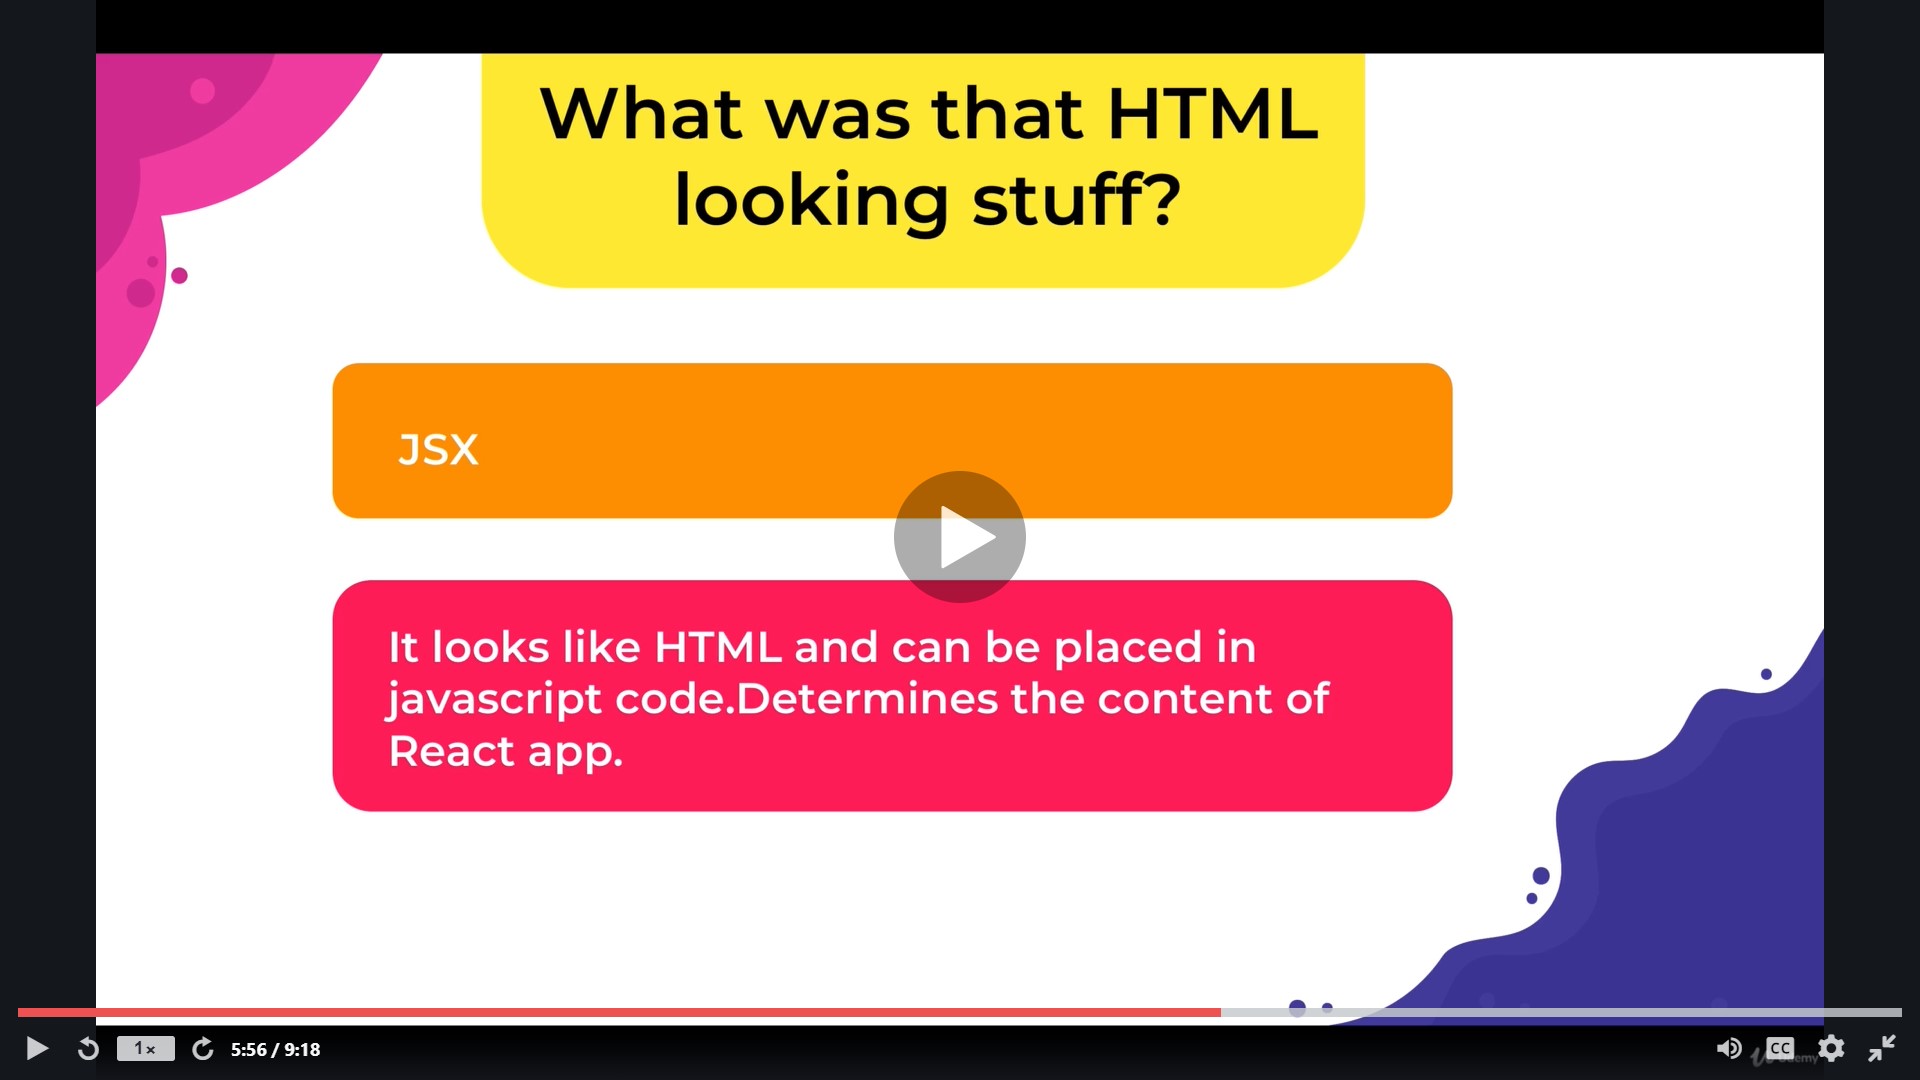 What was that HTML
looking stuff?
JSX
It looks like HTML and can be placed in
javascript code.Determines the content of
React app.
1×
5:56 / 9:18
CC